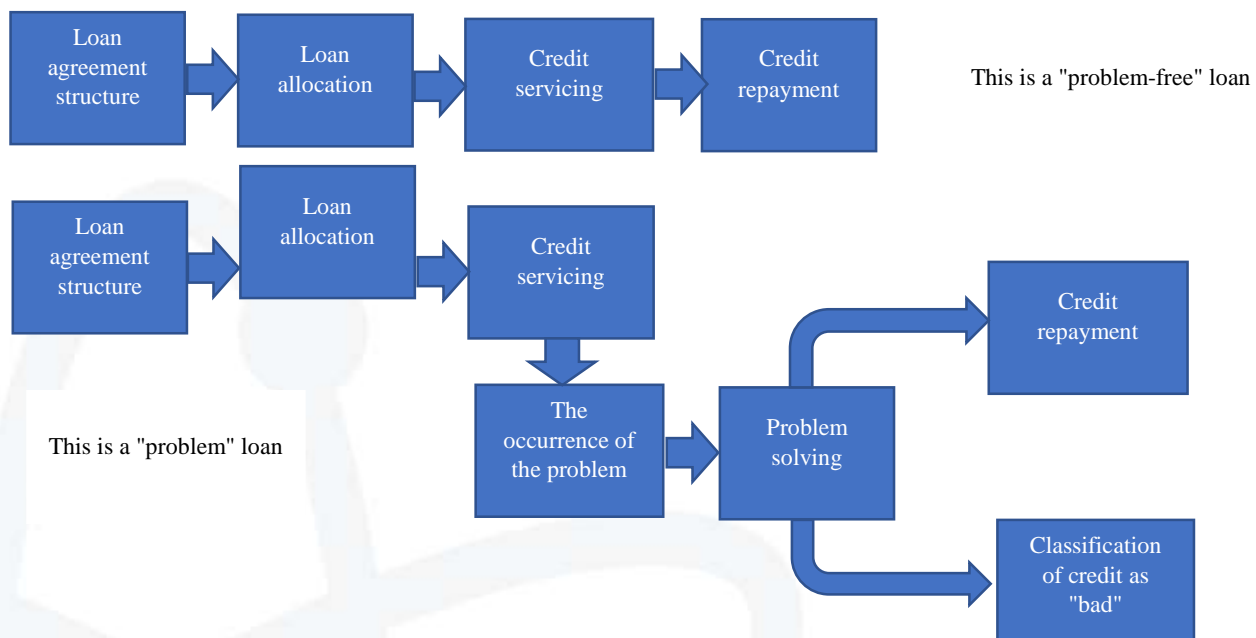 Loan
agreement
structure
Loan
allocation
Credit
servicing
Credit
repayment
This is a "problem-free" loan
Loan
agreement
structure
Loan
allocation
Credit
servicing
Credit
repayment
This is a "problem" loan
The
occurrence of
the problem
Problem
solving
Classification
of credit as
"bad"